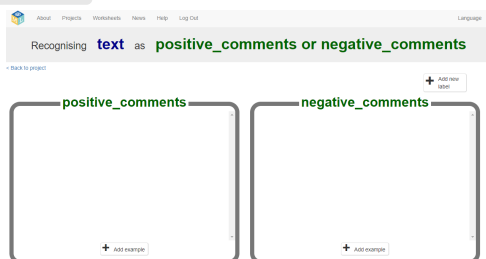 About Projects Worksheets News Help Log Out Language
Recognising text as positive_comments or negative_comments
< Back to project
Add new label
positive_comments
negative_comments
Add example
Add example